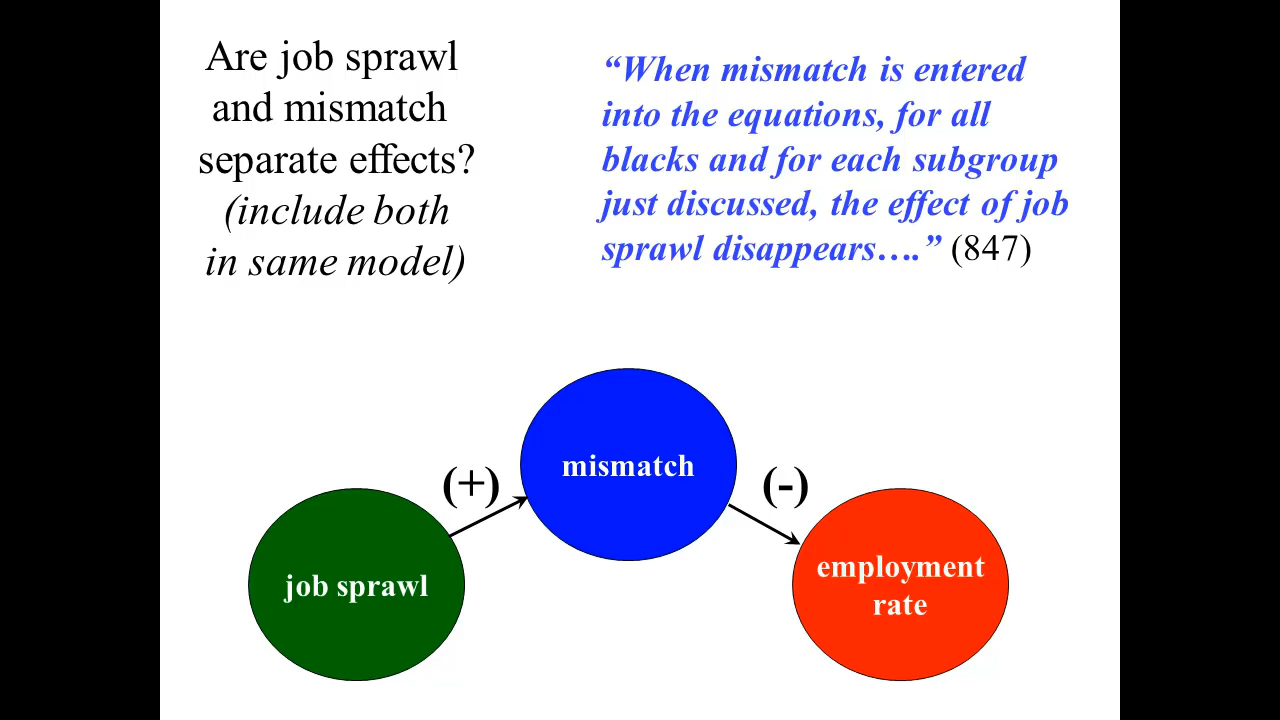 Are job sprawl
and mismatch
separate effects?
(include both
in same model)
“When mismatch is entered
into the equations, for all
blacks and for each subgroup
just discussed, the effect of job
sprawl disappears….” (847)
(+)
mismatch
(-)
job sprawl
employment
rate